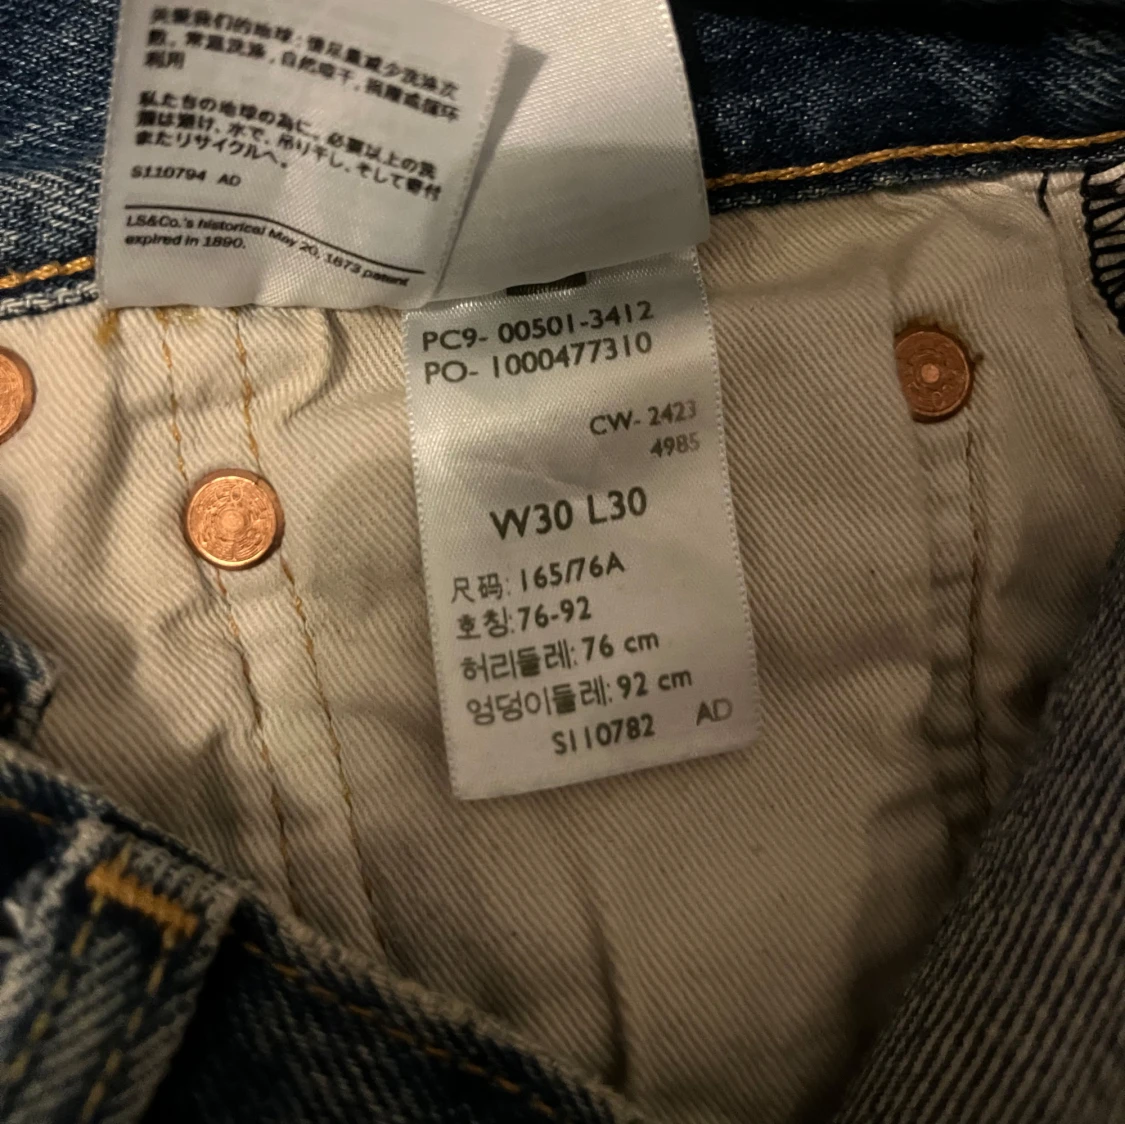 关爱我们的地球：请尽量减少洗涤次
数，常温洗涤，自然晾干，捐赠或循环
利用
私たちの地球の為に、必要以上の洗
濯は避け、水で、吊り干し、そして寄付
またリサイクルへ。
S110794 AD
LS&Co.'s historical May 20, 1873 patent
expired in 1890.
PC9- 00501-3412
PO- 1000477310
CW- 2423
4985
W30 L30
尺码: 165/76A
호칭:76-92
허리둘레: 76 cm
엉덩이둘레: 92 cm
S110782 AD